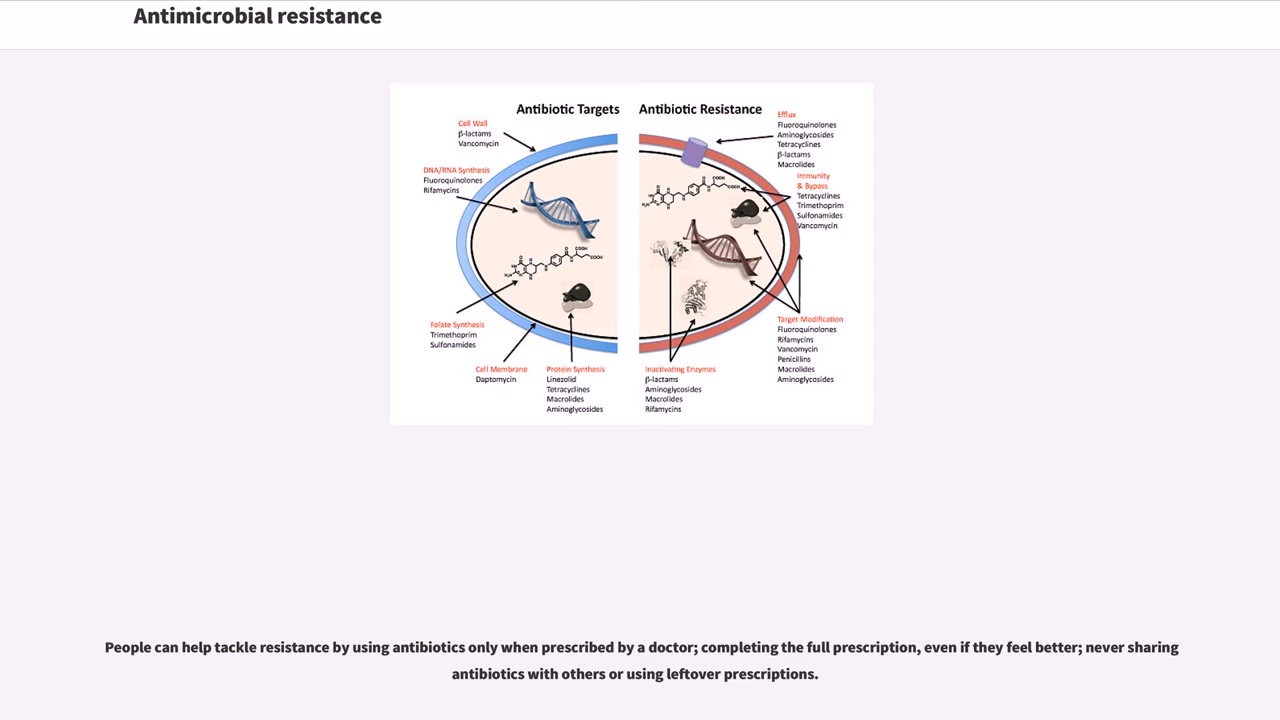 Antimicrobial resistance
Antibiotic Targets
Cell Wall
β-lactams
Vancomycin
DNA/RNA Synthesis
Fluoroquinolones
Rifamycins
Folate Synthesis
Trimethoprim
Sulfonamides
Cell Membrane
Daptomycin
Protein Synthesis
Linezolid
Tetracyclines
Macrolides
Aminoglycosides
Antibiotic Resistance
Efflux
Fluoroquinolones
Aminoglycosides
Tetracyclines
β-lactams
Macrolides
Immunity
& Bypass
Tetracyclines
Trimethoprim
Sulfonamides
Vancomycin
Target Modification
Fluoroquinolones
Rifamycins
Vancomycin
Penicillins
Macrolides
Aminoglycosides
Inactivating Enzymes
β-lactams
Aminoglycosides
Macrolides
Rifamycins
People can help tackle resistance by using antibiotics only when prescribed by a doctor; completing the full prescription, even if they feel better; never sharing
antibiotics with others or using leftover prescriptions.